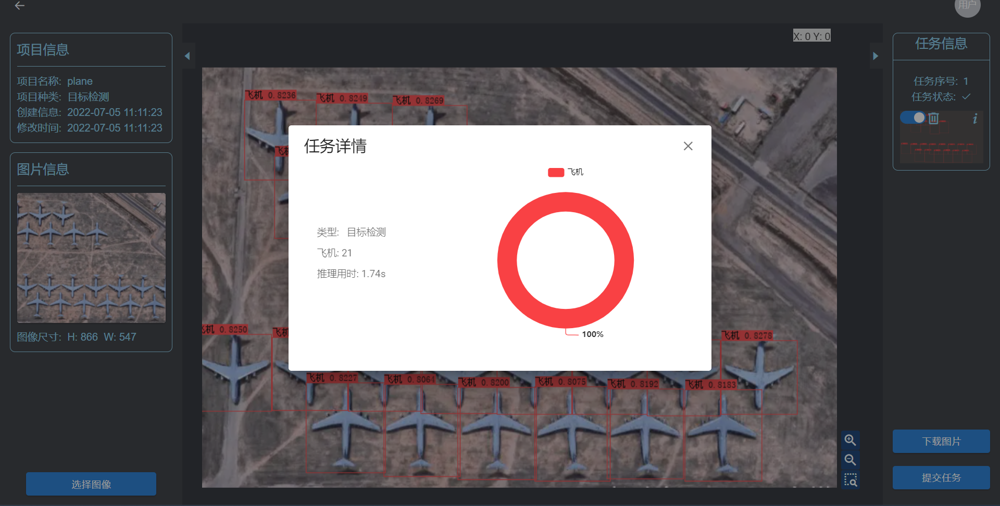 用户
X: 0 Y: 0
项目信息
项目名称: plane
项目种类: 目标检测
创建信息: 2022-07-05 11:11:23
修改时间: 2022-07-05 11:11:23
图片信息
图像尺寸: H: 866 W: 547
选择图像
飞机 0.8236
飞机 0.8249
飞机 0.8269
飞机
任务详情
飞机
类型: 目标检测
飞机: 21
推理用时: 1.74s
100%
飞机 0.8250
飞机
飞机 0.8278
飞机 0.8227
飞机 0.8064
飞机 0.8200
飞机 0.8075
飞机 0.8192
飞机 0.8183
任务信息
任务序号: 1
任务状态:
下载图片
提交任务